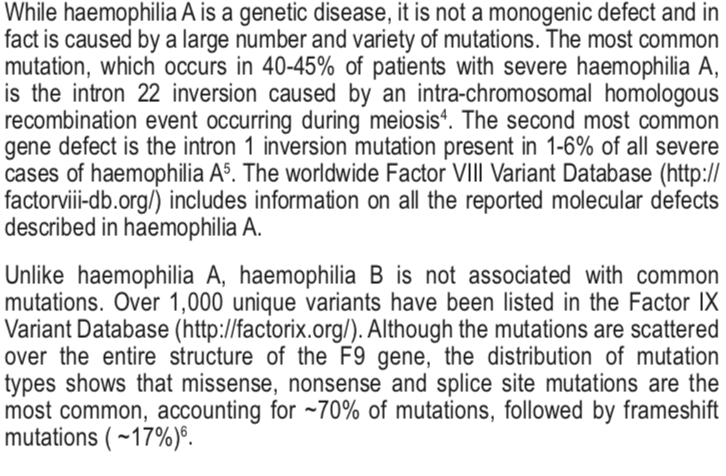 While haemophilia A is a genetic disease, it is not a monogenic defect and in
fact is caused by a large number and variety of mutations. The most common
mutation, which occurs in 40-45% of patients with severe haemophilia A,
is the intron 22 inversion caused by an intra-chromosomal homologous
recombination event occurring during meiosis⁴. The second most common
gene defect is the intron 1 inversion mutation present in 1-6% of all severe
cases of haemophilia A⁵. The worldwide Factor VIII Variant Database (http://
factorviii-db.org/) includes information on all the reported molecular defects
described in haemophilia A.

Unlike haemophilia A, haemophilia B is not associated with common
mutations. Over 1,000 unique variants have been listed in the Factor IX
Variant Database (http://factorix.org/). Although the mutations are scattered
over the entire structure of the F9 gene, the distribution of mutation
types shows that missense, nonsense and splice site mutations are the
most common, accounting for ~70% of mutations, followed by frameshift
mutations ( ~17%)⁶.